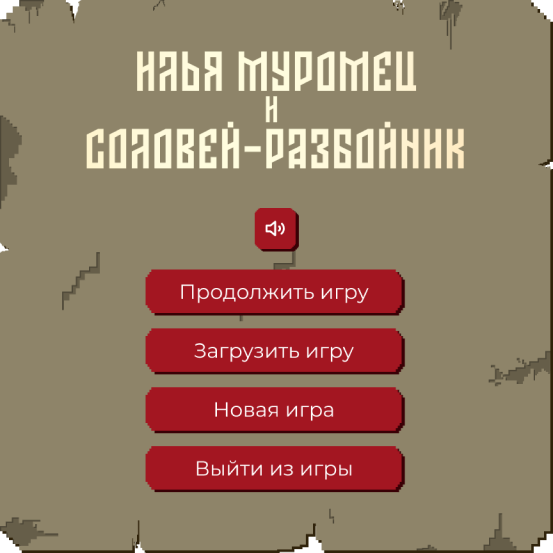 ИЛЬЯ МУРОМЕЦ
И
СОЛОВЕЙ-РАЗБОЙНИК
Продолжить игру
Загрузить игру
Новая игра
Выйти из игры